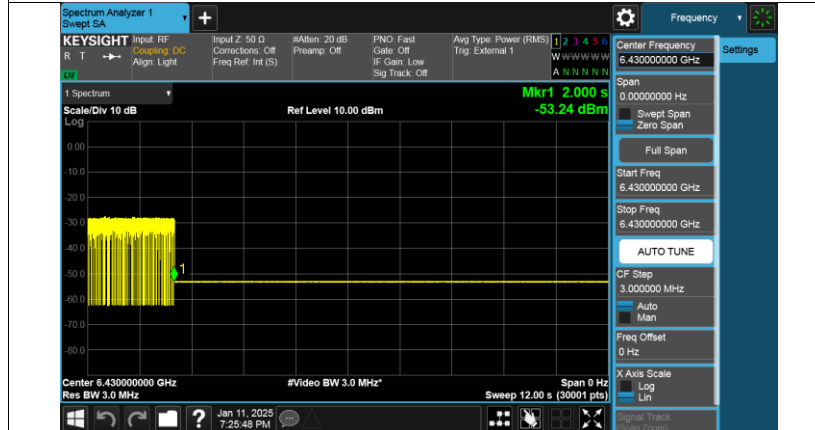 Spectrum Analyzer 1
Swept SA
+
Frequency
KEYSIGHT
R T
Input: RF
Coupling: DC
Align: Light
Input Z: 50 Ω
Corrections: Off
Freq Ref: Int (S)
#Atten: 20 dB
Preamp: Off
PNO: Fast
Gate: Off
IF Gain: Low
Sig Track: Off
Avg Type: Power (RMS)
Trig: External 1
1 2 3 4 5 6
W W W W W W
A N N N N N
1 Spectrum
Scale/Div 10 dB
Ref Level 10.00 dBm
Mkr1 2.000 s
-53.24 dBm
Log
0.00
-10.0
-20.0
-30.0
-40.0
-50.0
-60.0
-70.0
-80.0
1
Center 6.430000000 GHz
Res BW 3.0 MHz
#Video BW 3.0 MHz*
Span 0 Hz
Sweep 12.00 s (30001 pts)
Jan 11, 2025
7:25:48 PM
?
Center Frequency
6.430000000 GHz
Settings
Span
0.00000000 Hz
Swept Span
Zero Span
Full Span
Start Freq
6.430000000 GHz
Stop Freq
6.430000000 GHz
AUTO TUNE
CF Step
3.000000 MHz
Auto
Man
Freq Offset
0 Hz
X Axis Scale
Log
Lin
Signal Track
(Span Zoom)